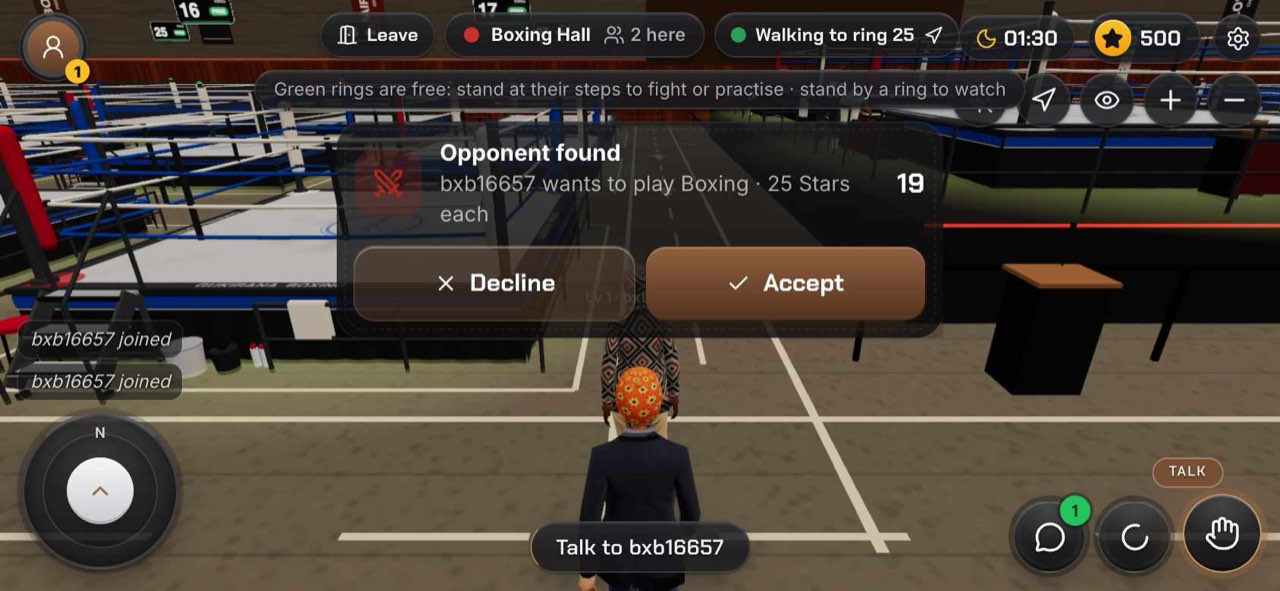 16
25
17
Leave
Boxing Hall 2 here
Walking to ring 25
01:30
500
1
Green rings are free: stand at their steps to fight or practise · stand by a ring to watch
Opponent found
bxb16657 wants to play Boxing · 25 Stars
each
19
Decline
Accept
bxb16657 joined
bxb16657 joined
N
TALK
1
Talk to bxb16657